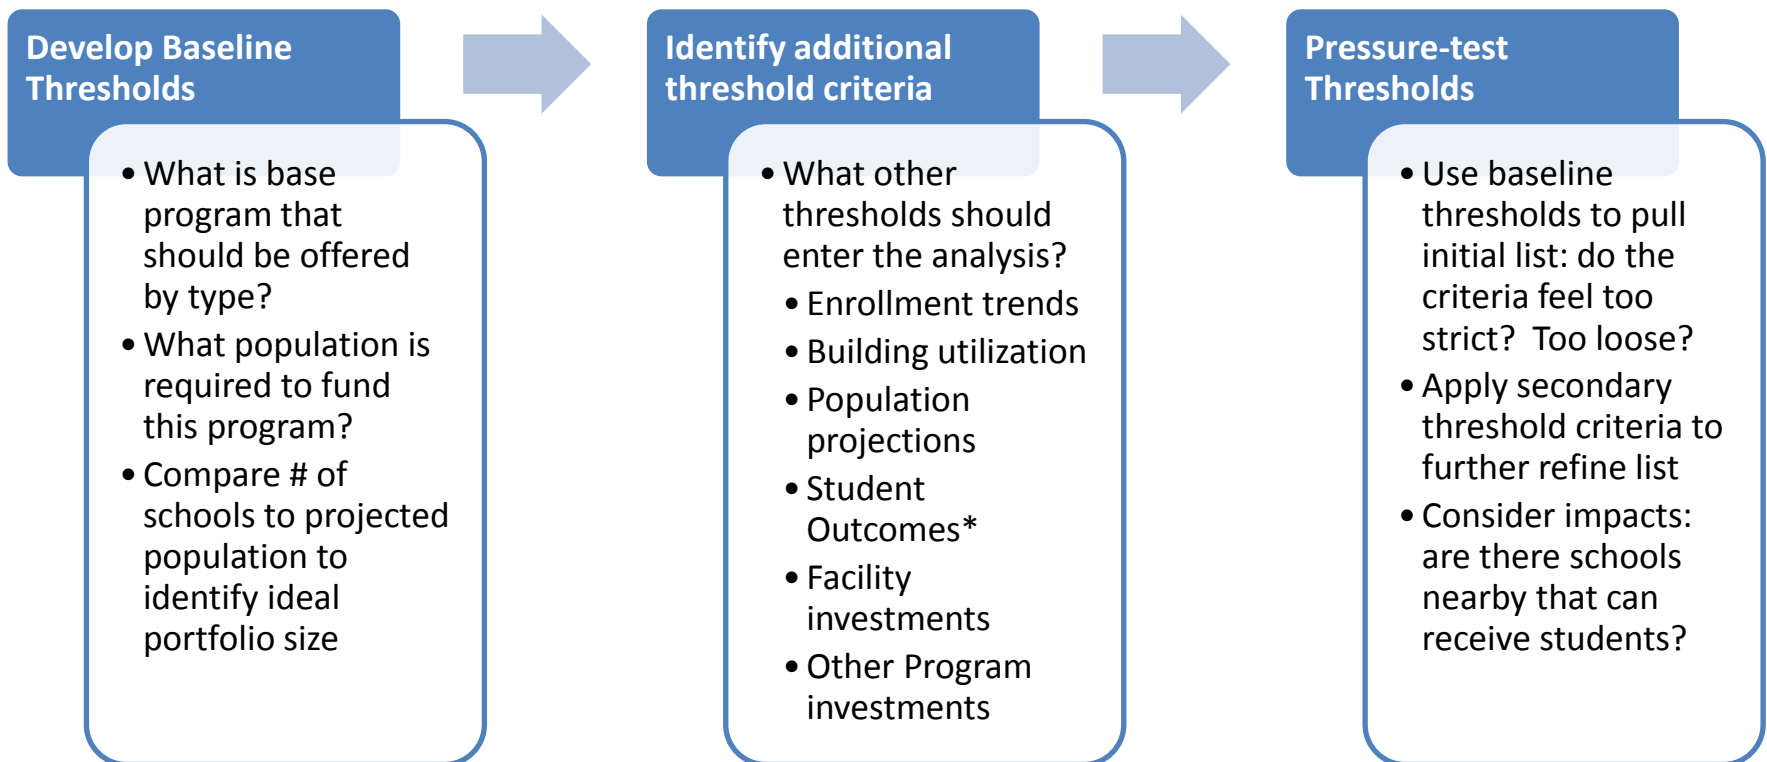 Develop Baseline
Thresholds
• What is base
program that
should be offered
by type?
• What population is
required to fund
this program?
• Compare # of
schools to projected
population to
identify ideal
portfolio size
Identify additional
threshold criteria
• What other
thresholds should
enter the analysis?
• Enrollment trends
• Building utilization
• Population
projections
• Student
Outcomes*
• Facility
investments
• Other Program
investments
Pressure-test
Thresholds
• Use baseline
thresholds to pull
initial list: do the
criteria feel too
strict?  Too loose?
• Apply secondary
threshold criteria to
further refine list
• Consider impacts:
are there schools
nearby that can
receive students?